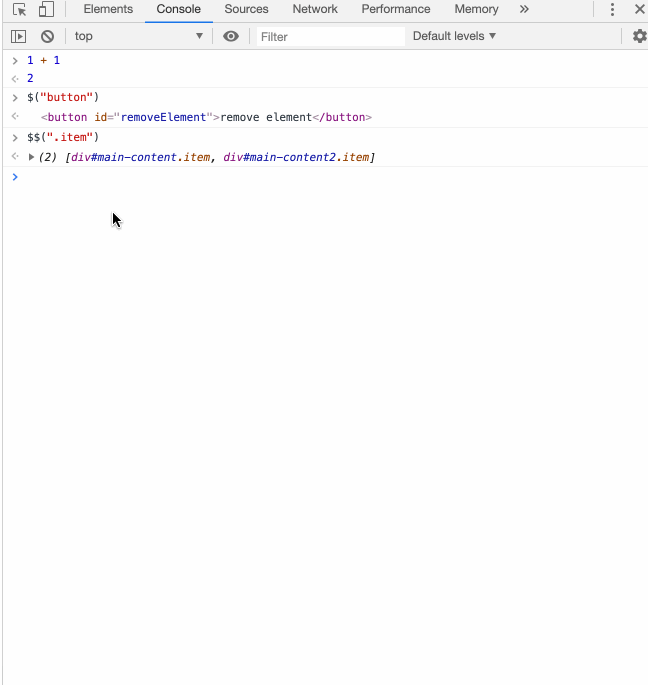 Elements Console Sources Network Performance Memory »
top Filter Default levels
> 1 + 1
2
> $("button")
<button id="removeElement">remove element</button>
> $$(".item")
(2) [div#main-content.item, div#main-content2.item]
>